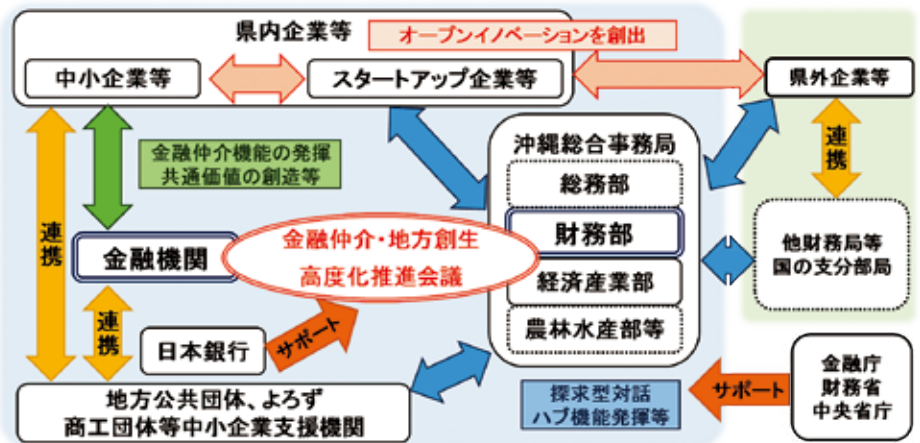 県内企業等
オープンイノベーションを創出
中小企業等
スタートアップ企業等
県外企業等
金融仲介機能の発揮
共通価値の創造等
連携
金融機関
金融仲介・地方創生
高度化推進会議
沖縄総合事務局
総務部
財務部
経済産業部
農林水産部等
連携
他財務局等
国の支分部局
連携
日本銀行
サポート
地方公共団体、よろず
商工団体等中小企業支援機関
探求型対話
ハブ機能発揮等
サポート
金融庁
財務省
中央省庁